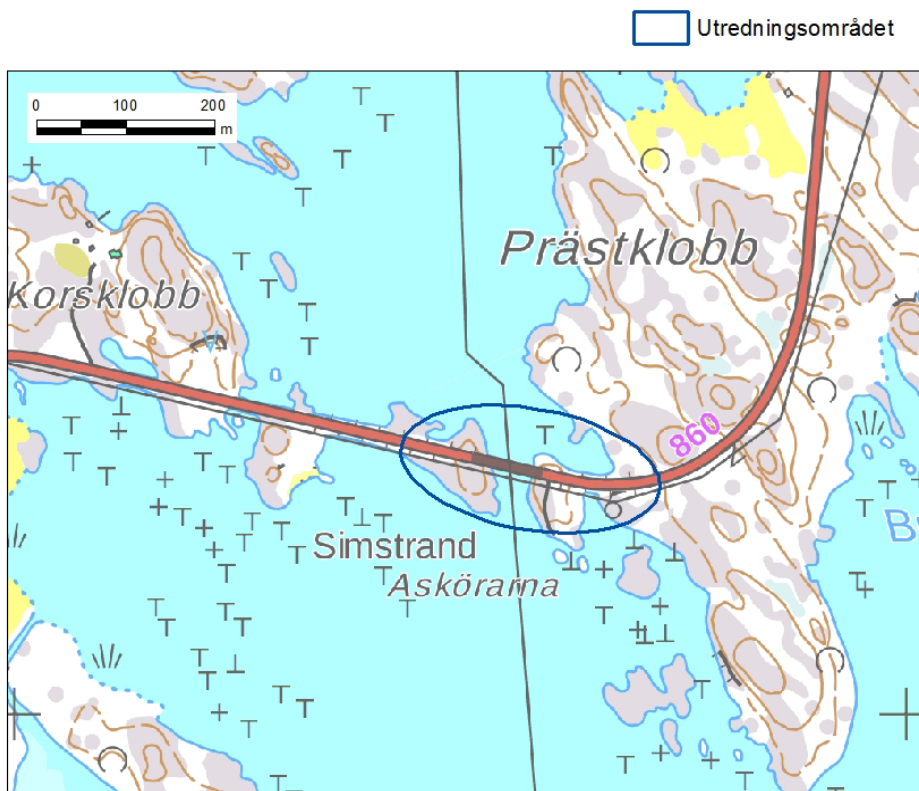 Utredningsområdet
0 100 200
m
Prästklobb
Korsklobb
860
B
Simstrand
Askörarna